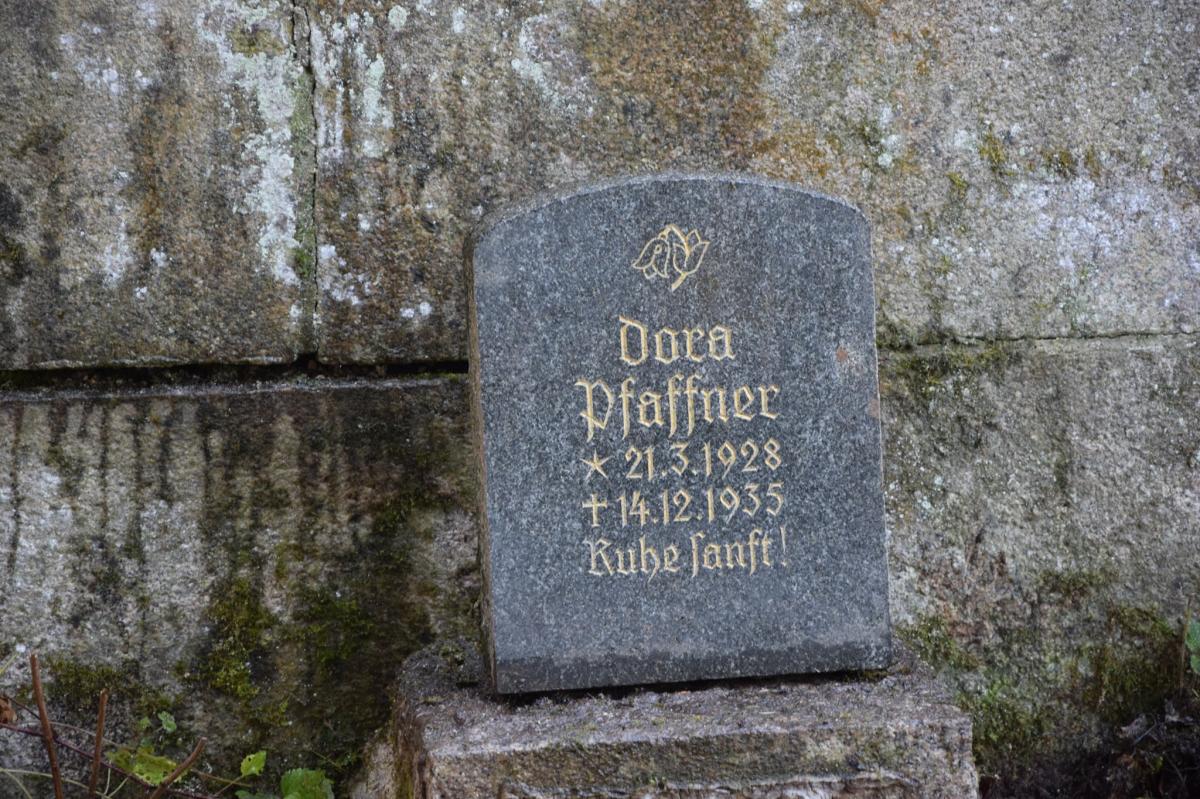 Dora
Pfaffner
* 21.3.1928
† 14.12.1935
Ruhe ſanft!